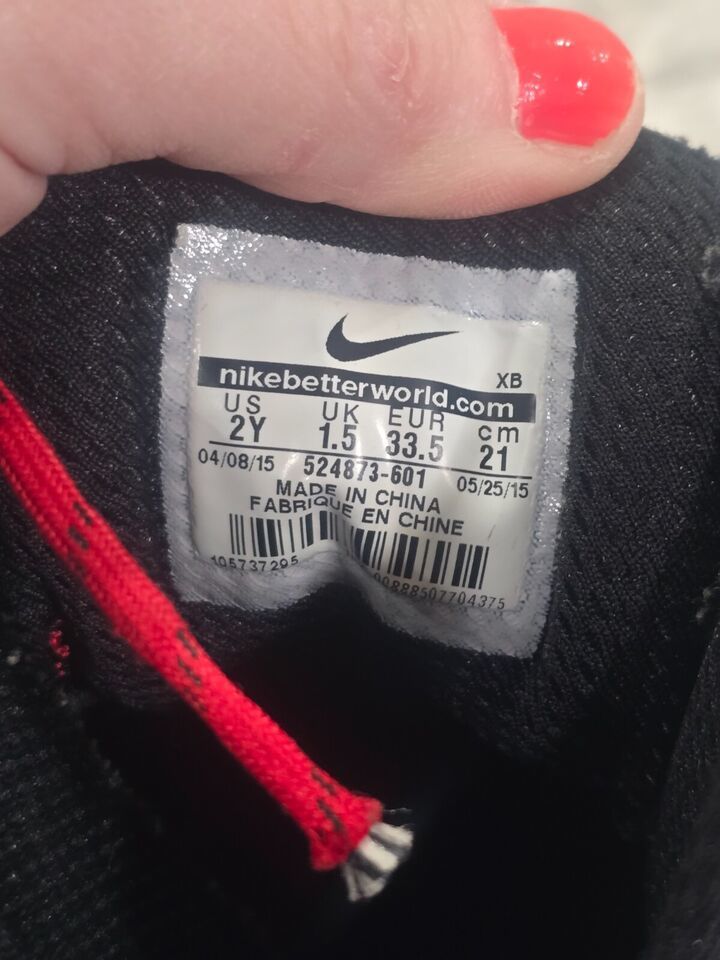 XB
nikebetterworld.com
US UK EUR cm
2Y 1.5 33.5 21
04/08/15 524873-601 05/25/15
MADE IN CHINA
FABRIQUE EN CHINE
105737295 00888507704375